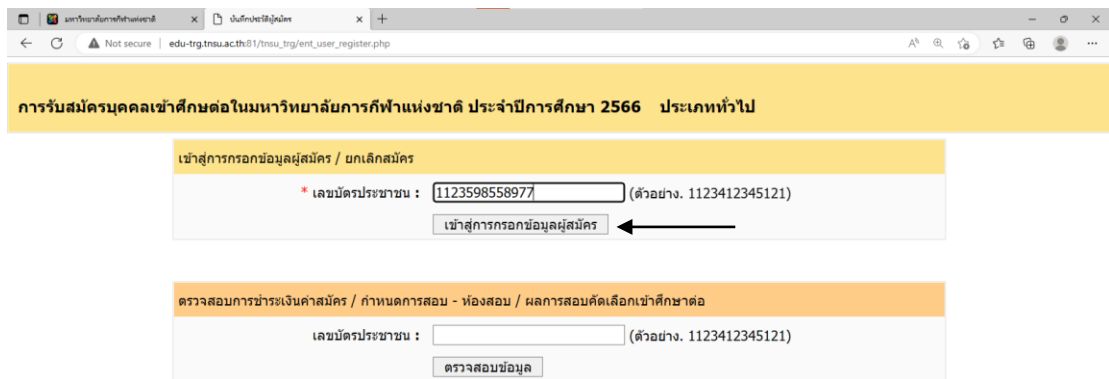 มหาวิทยาลัยการกีฬาแห่งชาติ
บันทึกประวัติผู้สมัคร
Not secure | edu-trg.tnsu.ac.th:81/tnsu_trg/ent_user_register.php
การรับสมัครบุคคลเข้าศึกษต่อในมหาวิทยาลัยการกีฬาแห่งชาติ ประจำปีการศึกษา 2566 ประเภททั่วไป
เข้าสู่การกรอกข้อมูลผู้สมัคร / ยกเลิกสมัคร
* เลขบัตรประชาชน : 1123598558977 (ตัวอย่าง. 1123412345121)
เข้าสู่การกรอกข้อมูลผู้สมัคร
ตรวจสอบการชำระเงินค่าสมัคร / กำหนดการสอบ - ห้องสอบ / ผลการสอบคัดเลือกเข้าศึกษาต่อ
เลขบัตรประชาชน : (ตัวอย่าง. 1123412345121)
ตรวจสอบข้อมูล